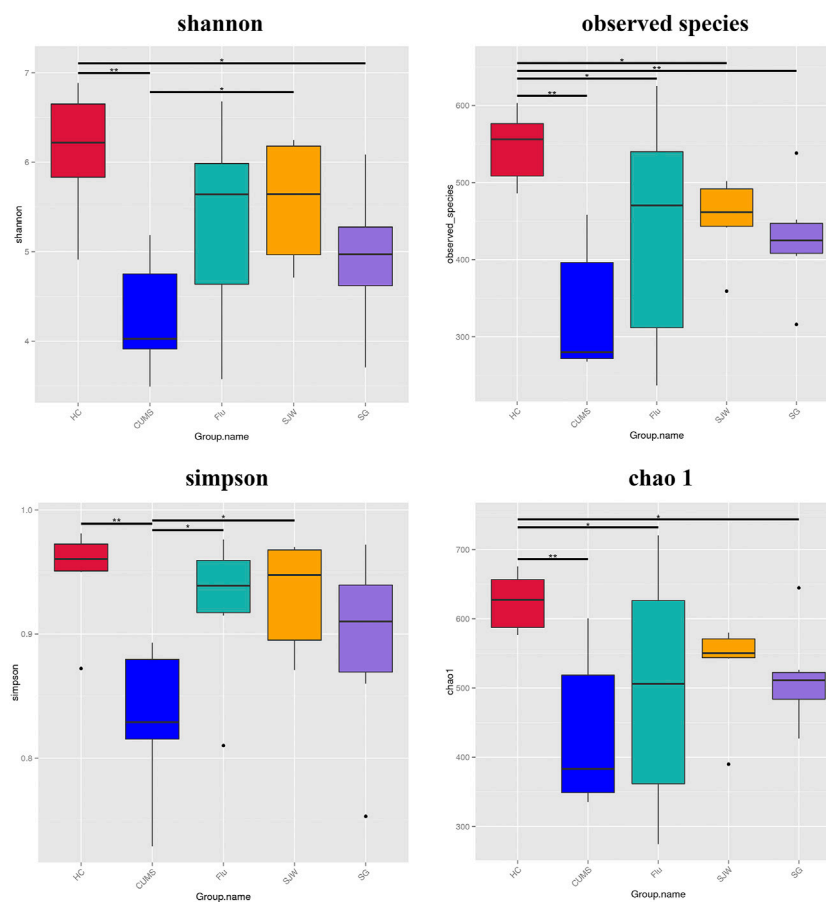 shannon
observed species
*
**
*
7
6
5
4
shannon
HC
CUMS
Flu
SJW
SG
Group.name
*
**
*
**
600
500
400
300
observed_species
HC
CUMS
Flu
SJW
SG
Group.name
simpson
chao 1
*
**
*
1.0
0.9
0.8
simpson
HC
CUMS
Flu
SJW
SG
Group.name
*
*
**
700
600
500
400
300
chao1
HC
CUMS
Flu
SJW
SG
Group.name